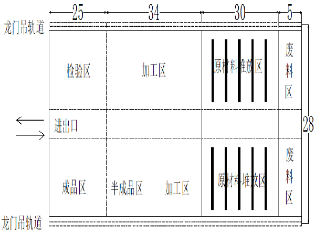 25 34 30 5
龙门吊轨道
检验区 加工区 原材料堆放区 废料区
进出口 28
成品区 半成品区 加工区 原材料堆放区 废料区
龙门吊轨道